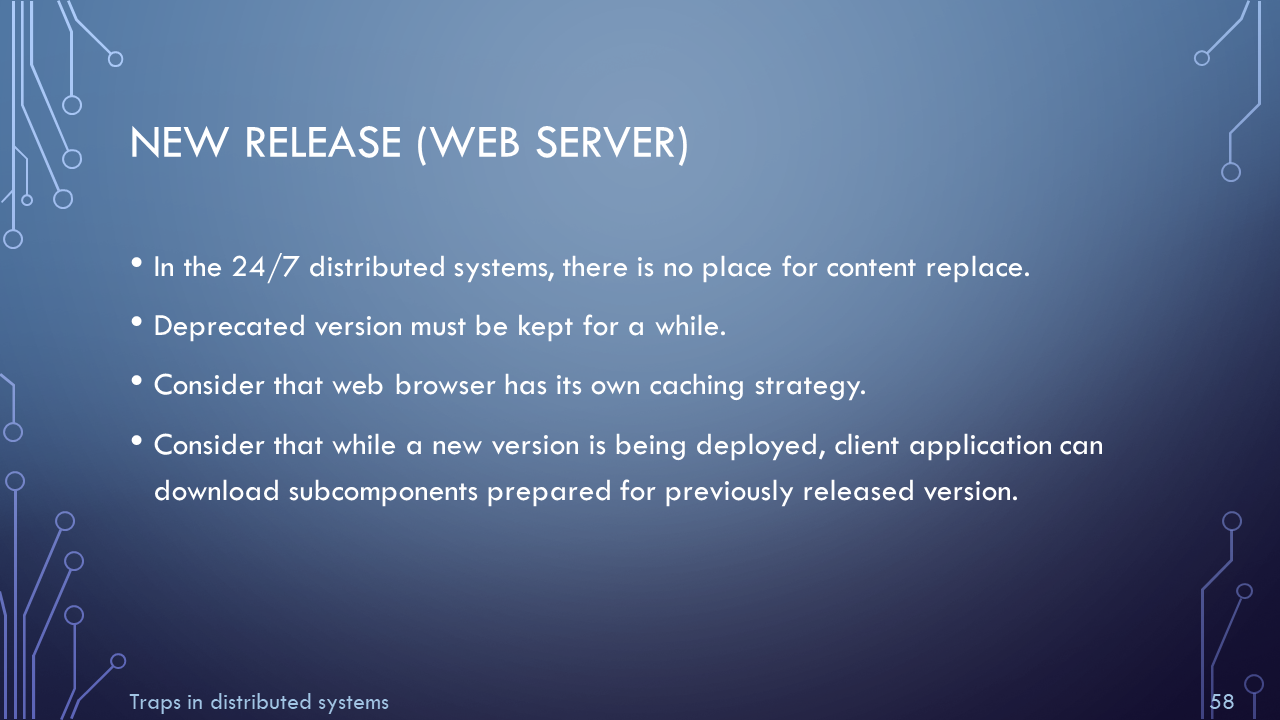 NEW RELEASE (WEB SERVER)
• In the 24/7 distributed systems, there is no place for content replace.
• Deprecated version must be kept for a while.
• Consider that web browser has its own caching strategy.
• Consider that while a new version is being deployed, client application can
download subcomponents prepared for previously released version.
Traps in distributed systems
58